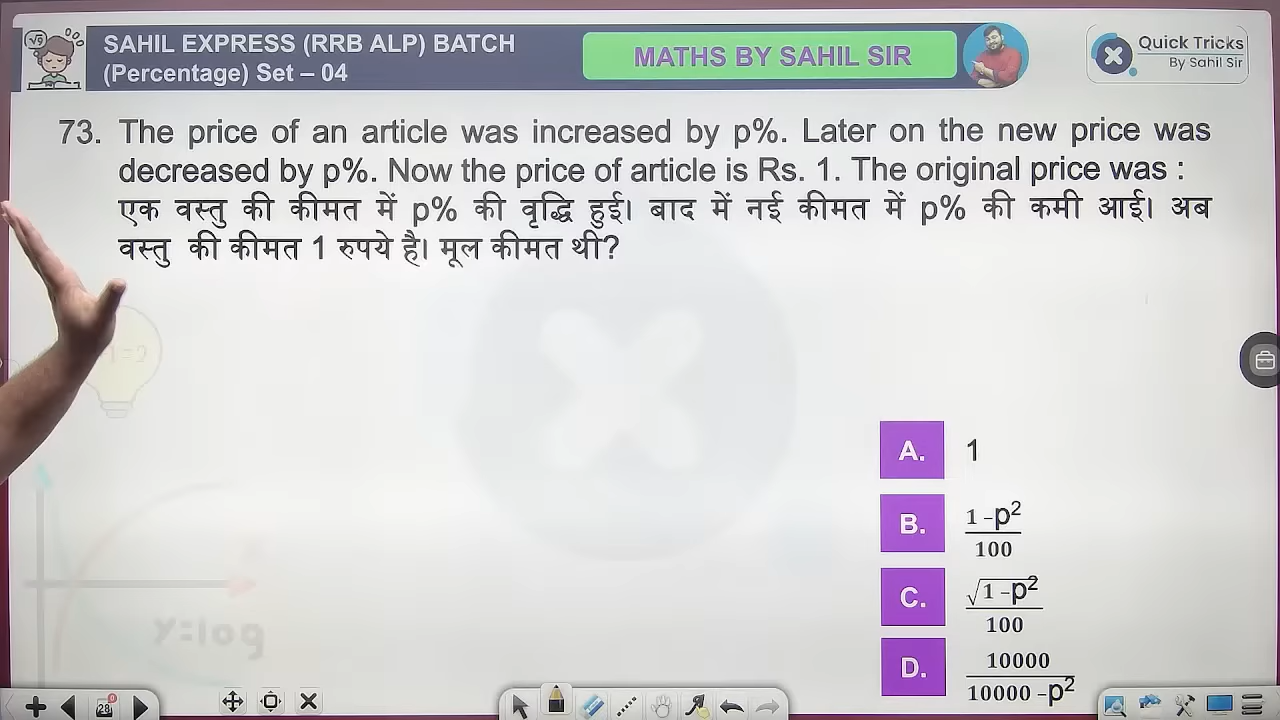 SAHIL EXPRESS (RRB ALP) BATCH
(Percentage) Set – 04
MATHS BY SAHIL SIR
Quick Tricks
By Sahil Sir
73. The price of an article was increased by p%. Later on the new price was
decreased by p%. Now the price of article is Rs. 1. The original price was :
एक वस्तु की कीमत में p% की वृद्धि हुई। बाद में नई कीमत में p% की कमी आई। अब
वस्तु की कीमत 1 रुपये है। मूल कीमत थी?
A. 1
B. 1–p²
100
C. √1–p²
100
D. 10000
10000–p²
y=log
28